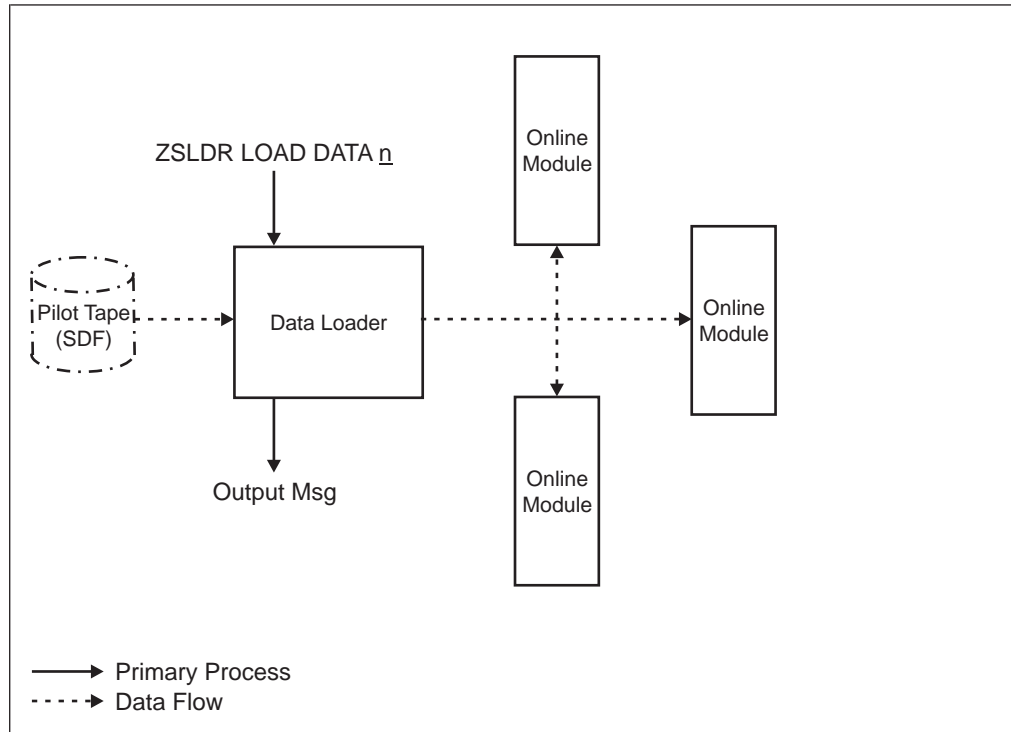 Online
Module
ZSLDR LOAD DATA n
Pilot Tape
(SDF)
Data Loader
Online
Module
Online
Module
Output Msg
Primary Process
Data Flow